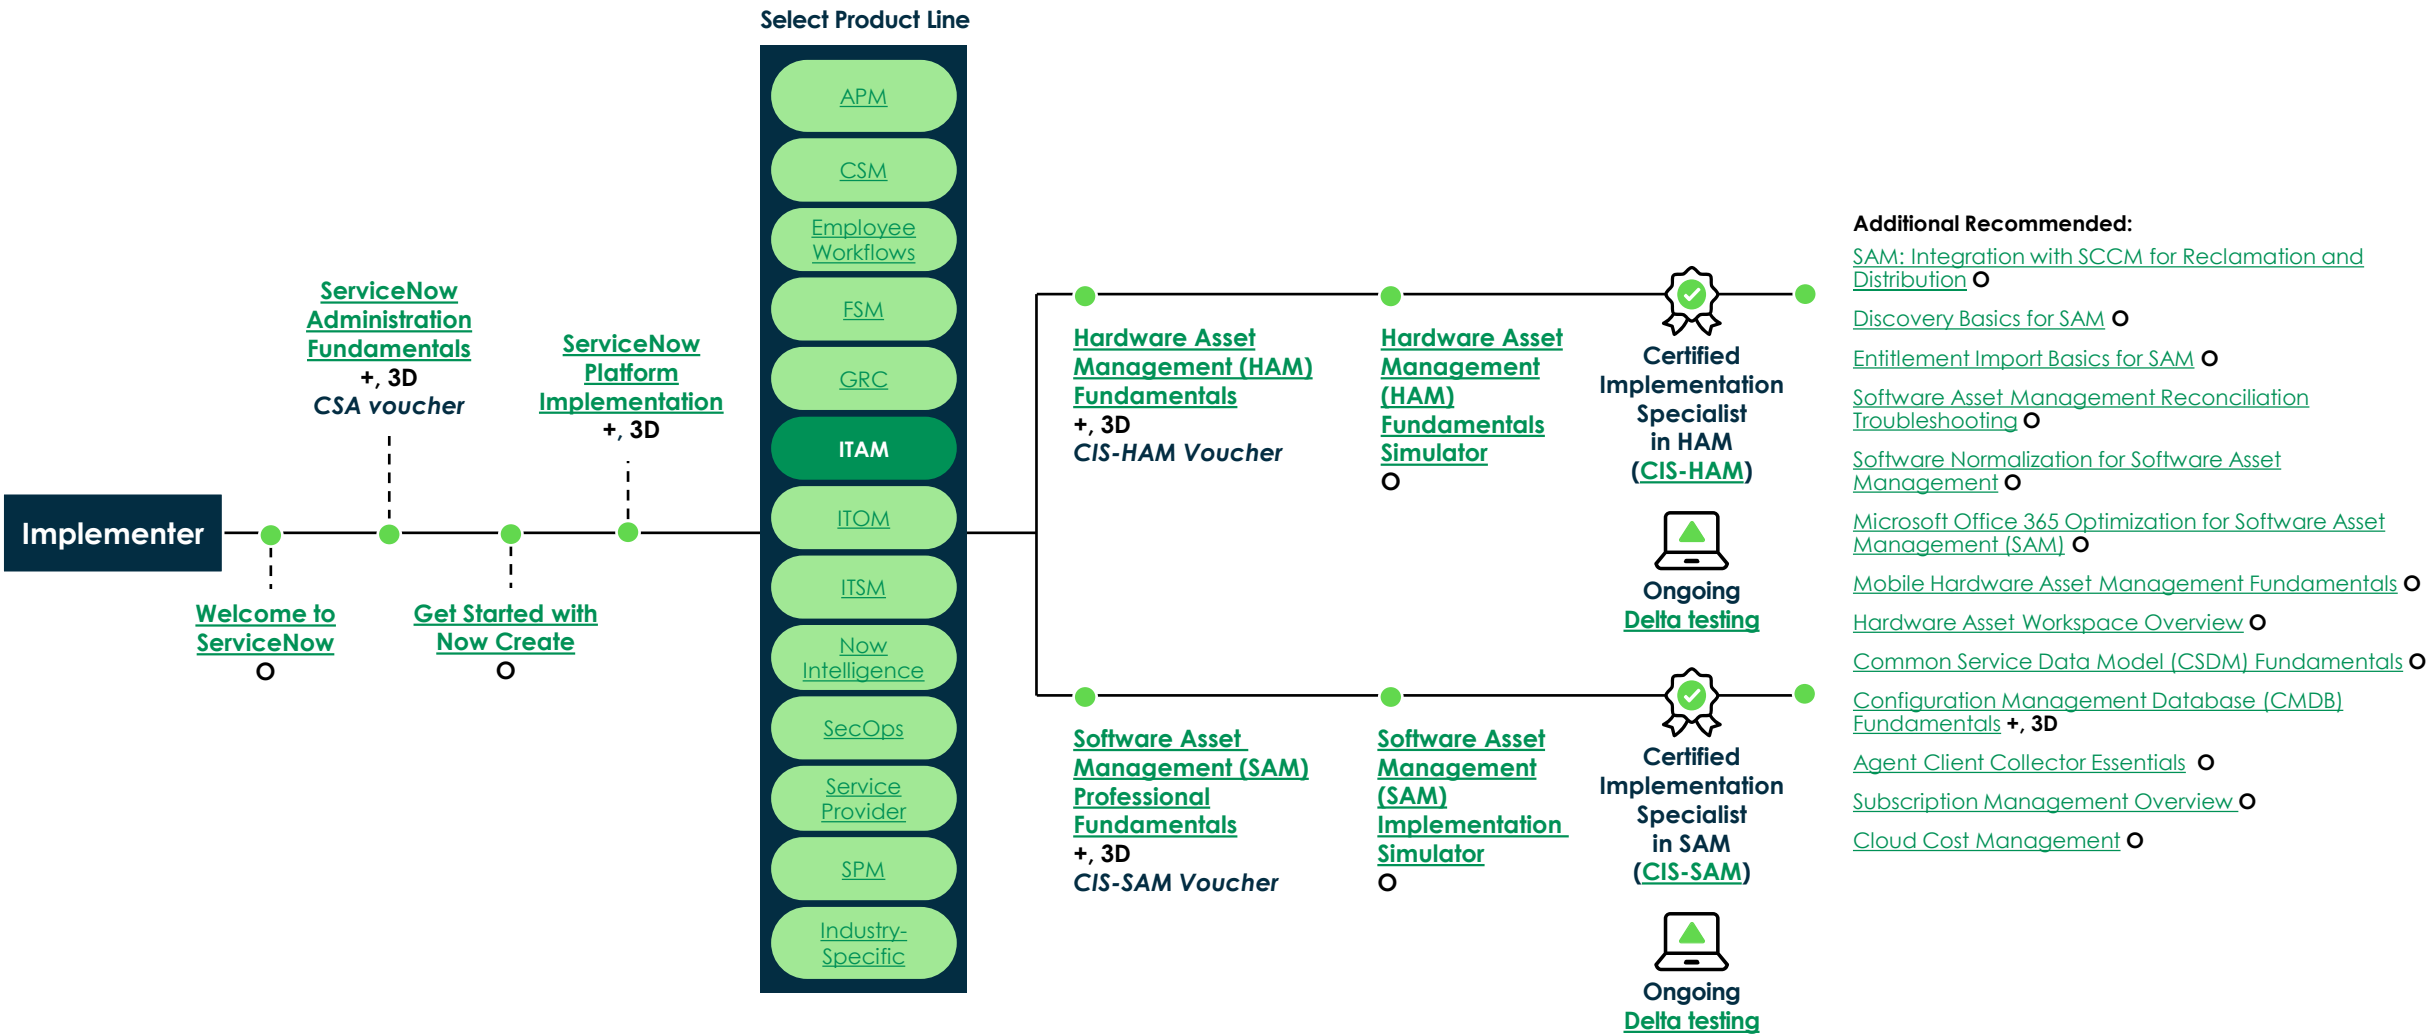 Select Product Line
APM
CSM
Employee
Workflows
FSM
GRC
ITAM
ITOM
ITSM
Now
Intelligence
SecOps
Service
Provider
SPM
Industry-
Specific
Implementer
Welcome to
ServiceNow
O
ServiceNow
Administration
Fundamentals
+, 3D
CSA voucher
Get Started with
Now Create
O
ServiceNow
Platform
Implementation
+, 3D
Hardware Asset
Management (HAM)
Fundamentals
+, 3D
CIS-HAM Voucher
Hardware Asset
Management
(HAM)
Fundamentals
Simulator
O
Certified
Implementation
Specialist
in HAM
(CIS-HAM)
Ongoing
Delta testing
Software Asset
Management (SAM)
Professional
Fundamentals
+, 3D
CIS-SAM Voucher
Software Asset
Management
(SAM)
Implementation
Simulator
O
Certified
Implementation
Specialist
in SAM
(CIS-SAM)
Ongoing
Delta testing
Additional Recommended:
SAM: Integration with SCCM for Reclamation and
Distribution O
Discovery Basics for SAM O
Entitlement Import Basics for SAM O
Software Asset Management Reconciliation
Troubleshooting O
Software Normalization for Software Asset
Management O
Microsoft Office 365 Optimization for Software Asset
Management (SAM) O
Mobile Hardware Asset Management Fundamentals O
Hardware Asset Workspace Overview O
Common Service Data Model (CSDM) Fundamentals O
Configuration Management Database (CMDB)
Fundamentals +, 3D
Agent Client Collector Essentials O
Subscription Management Overview O
Cloud Cost Management O